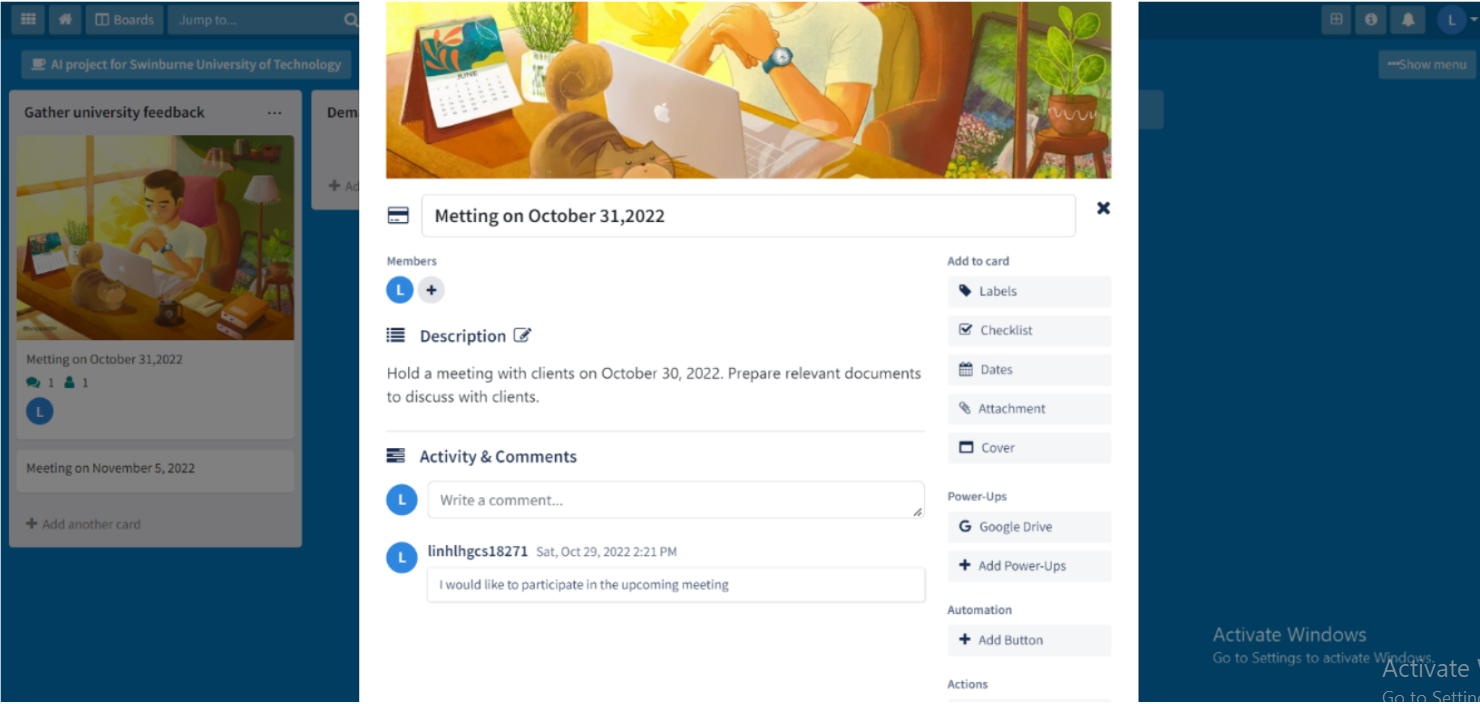 Boards
Jump to...
L
AI project for Swinburne University of Technology
Show menu
Gather university feedback
...
Dem
JUNE
Metting on October 31,2022
1
1
L
Meeting on November 5, 2022
Add another card
JUNE
Metting on October 31,2022
Members
L
Description
Hold a meeting with clients on October 30, 2022. Prepare relevant documents
to discuss with clients.
Activity & Comments
L
Write a comment...
L
linhlhgcs18271 Sat, Oct 29, 2022 2:21 PM
I would like to participate in the upcoming meeting
Add to card
Labels
Checklist
Dates
Attachment
Cover
Power-Ups
Google Drive
Add Power-Ups
Automation
Add Button
Actions
Activate Windows
Go to Settings to activate Windows.
Activate
Go to Settin